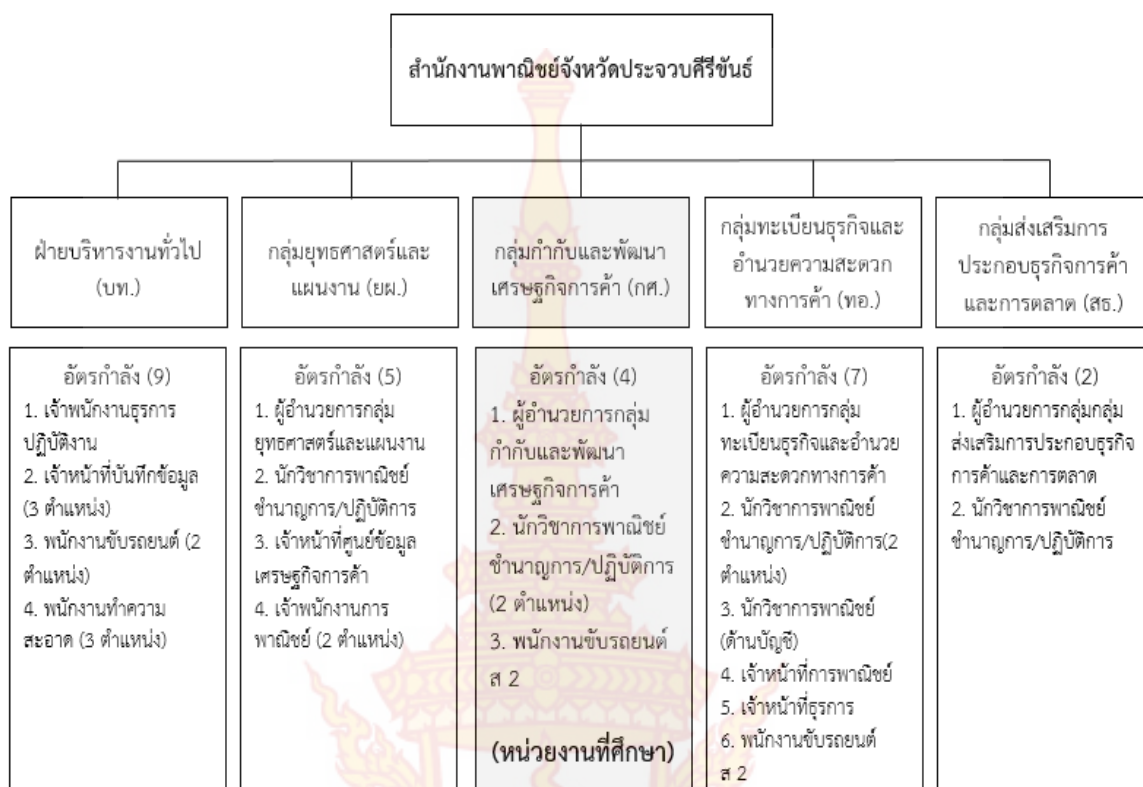 สำนักงานพาณิชย์จังหวัดประจวบคีรีขันธ์
ฝ่ายบริหารงานทั่วไป
(บท.)
กลุ่มยุทธศาสตร์และ
แผนงาน (ยผ.)
กลุ่มกำกับและพัฒนา
เศรษฐกิจการค้า (กศ.)
กลุ่มทะเบียนธุรกิจและ
อำนวยความสะดวก
ทางการค้า (ทอ.)
กลุ่มส่งเสริมการ
ประกอบธุรกิจการค้า
และการตลาด (สธ.)
อัตรกำลัง (9)
1. เจ้าพนักงานธุรการ
ปฏิบัติงาน
2. เจ้าหน้าที่บันทึกข้อมูล
(3 ตำแหน่ง)
3. พนักงานขับรถยนต์ (2
ตำแหน่ง)
4. พนักงานทำความ
สะอาด (3 ตำแหน่ง)
อัตรกำลัง (5)
1. ผู้อำนวยการกลุ่ม
ยุทธศาสตร์และแผนงาน
2. นักวิชาการพาณิชย์
ชำนาญการ/ปฏิบัติการ
3. เจ้าหน้าที่ศูนย์ข้อมูล
เศรษฐกิจการค้า
4. เจ้าพนักงานการ
พาณิชย์ (2 ตำแหน่ง)
อัตรกำลัง (4)
1. ผู้อำนวยการกลุ่ม
กำกับและพัฒนา
เศรษฐกิจการค้า
2. นักวิชาการพาณิชย์
ชำนาญการ/ปฏิบัติการ
(2 ตำแหน่ง)
3. พนักงานขับรถยนต์
ส 2
(หน่วยงานที่ศึกษา)
อัตรกำลัง (7)
1. ผู้อำนวยการกลุ่ม
ทะเบียนธุรกิจและอำนวย
ความสะดวกทางการค้า
2. นักวิชาการพาณิชย์
ชำนาญการ/ปฏิบัติการ(2
ตำแหน่ง)
3. นักวิชาการพาณิชย์
(ด้านบัญชี)
4. เจ้าหน้าที่การพาณิชย์
5. เจ้าหน้าที่ธุรการ
6. พนักงานขับรถยนต์
ส 2
อัตรกำลัง (2)
1. ผู้อำนวยการกลุ่มกลุ่ม
ส่งเสริมการประกอบธุรกิจ
การค้าและการตลาด
2. นักวิชาการพาณิชย์
ชำนาญการ/ปฏิบัติการ